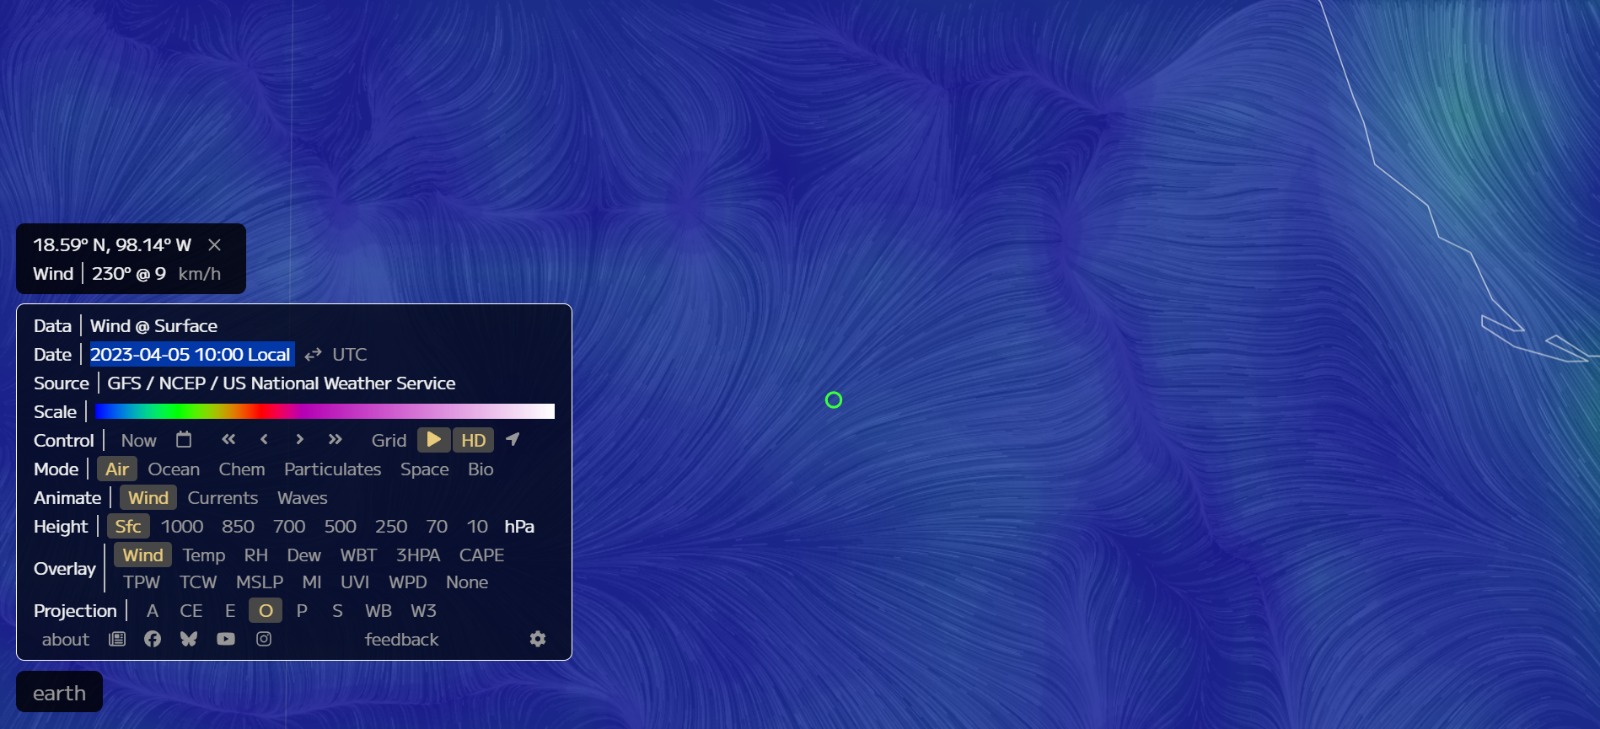 18.59° N, 98.14° W ×
Wind | 230° @ 9 km/h
Data | Wind @ Surface
Date | 2023-04-05 10:00 Local ⇄ UTC
Source | GFS / NCEP / US National Weather Service
Scale |
Control | Now « ‹ › » Grid HD
Mode | Air Ocean Chem Particulates Space Bio
Animate | Wind Currents Waves
Height | Sfc 1000 850 700 500 250 70 10 hPa
Overlay | Wind Temp RH Dew WBT 3HPA CAPE
TPW TCW MSLP MI UVI WPD None
Projection | A CE E O P S WB W3
about feedback
earth